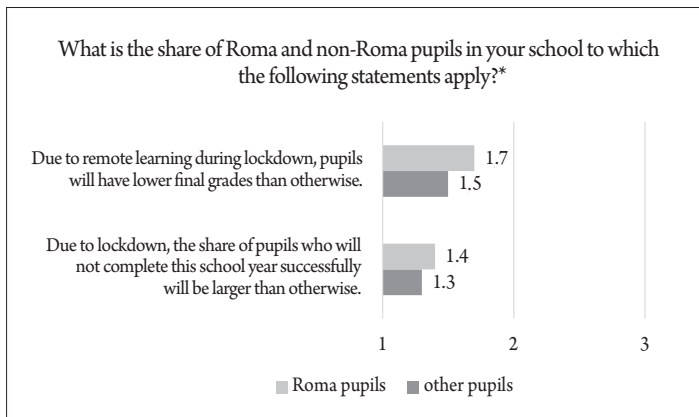 What is the share of Roma and non-Roma pupils in your school to which
the following statements apply?*
Due to remote learning during lockdown, pupils
will have lower final grades than otherwise.
1.7
1.5
Due to lockdown, the share of pupils who will
not complete this school year successfully
will be larger than otherwise.
1.4
1.3
1 2 3
Roma pupils other pupils